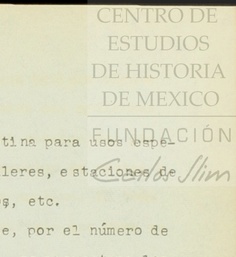 CENTRO DE
ESTUDIOS
DE HISTORIA
DE MEXICO
FUNDACIÓN
Carlos Slim
tina para usos espe-
leres, estaciones de
s, etc.
e, por el número de